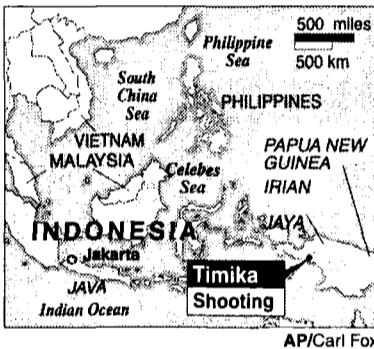 500 miles
500 km
Philippine
Sea
South
China
Sea
PHILIPPINES
VIETNAM
MALAYSIA
Celebes
Sea
PAPUA NEW
GUINEA
IRIAN
JAYA
INDONESIA
Jakarta
JAVA
Indian Ocean
Timika
Shooting
AP/Carl Fox